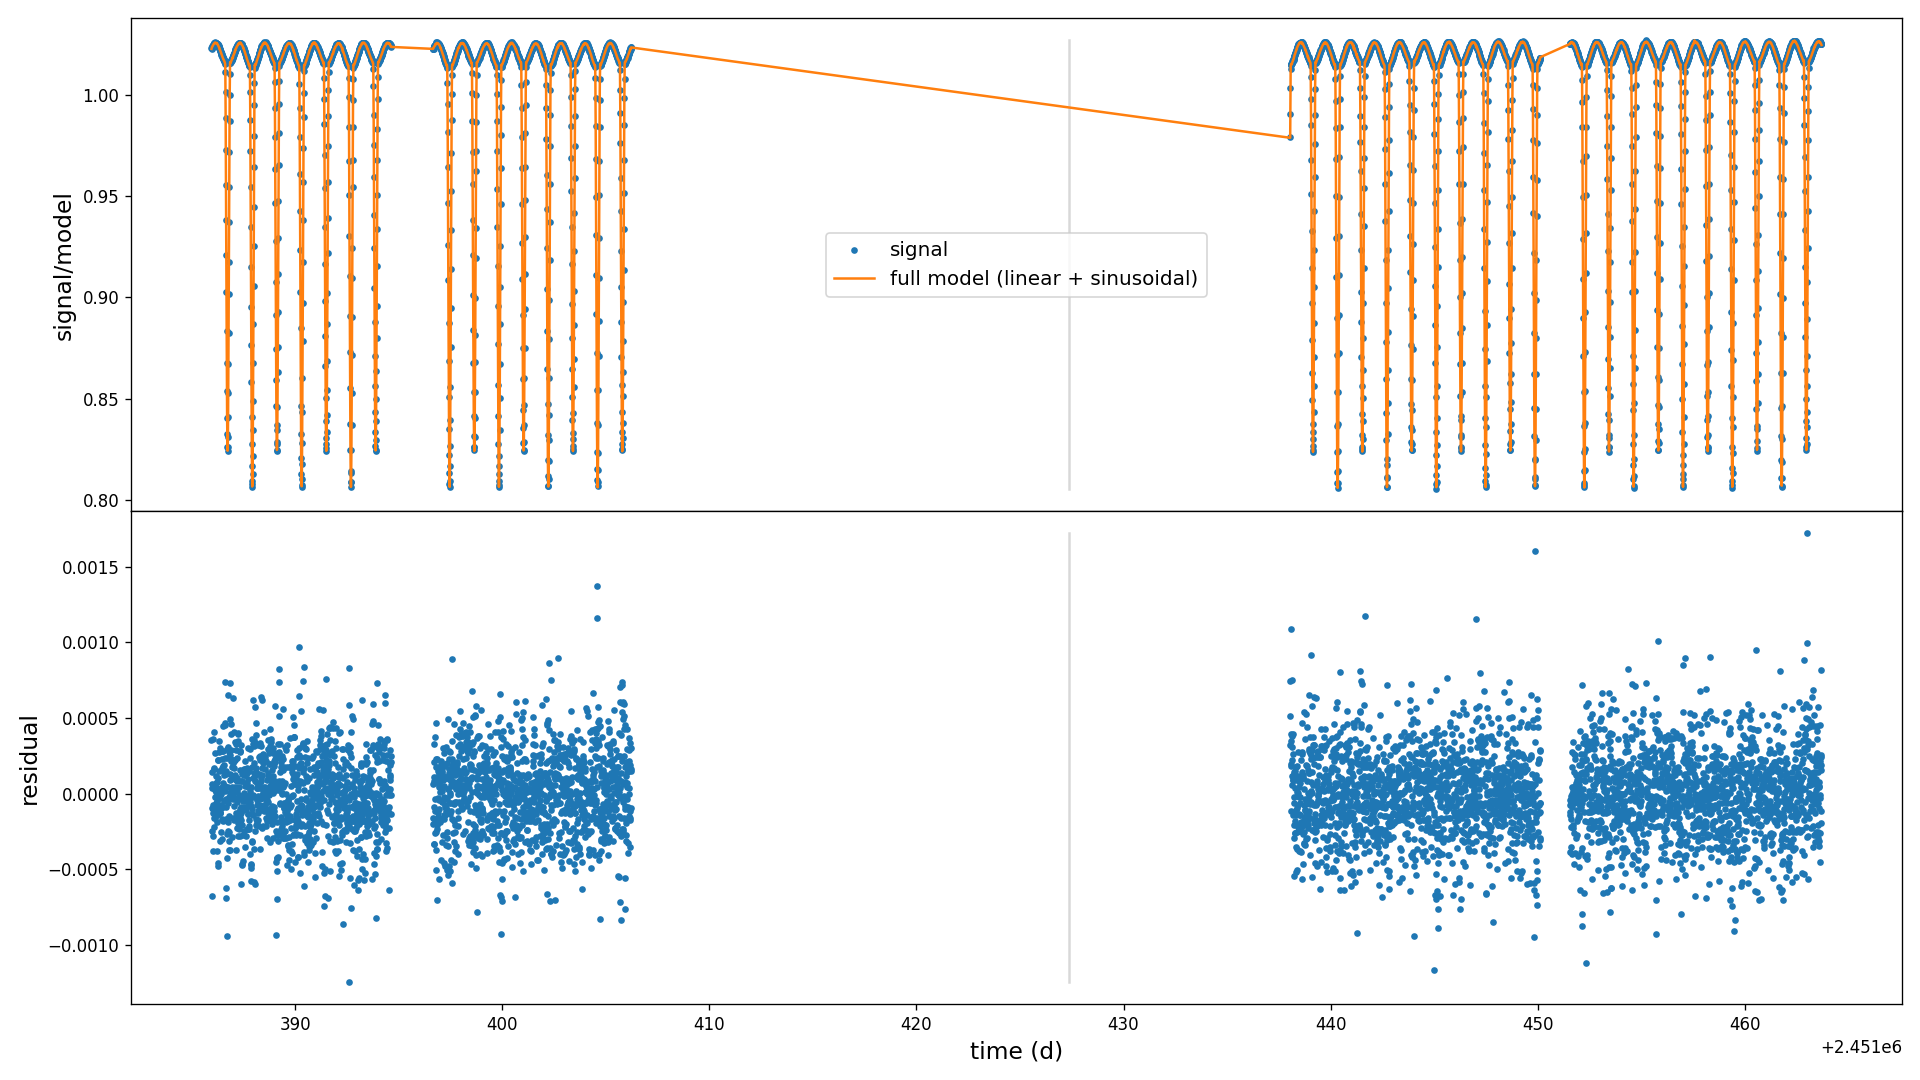 signal/model
1.00
0.95
0.90
0.85
0.80
signal
full model (linear + sinusoidal)
residual
0.0015
0.0010
0.0005
0.0000
−0.0005
−0.0010
390 400 410 420 430 440 450 460
time (d)
+2.451e6